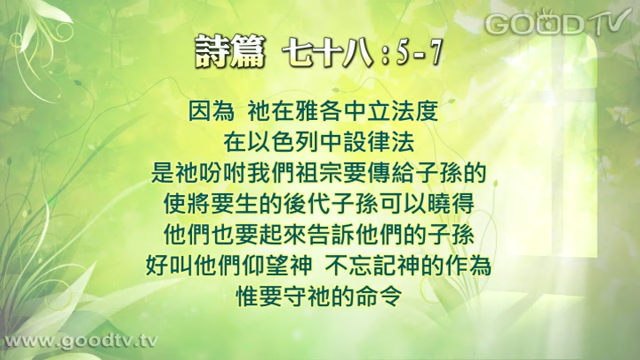 GOOD TV
詩篇 七十八:5-7
因為 祂在雅各中立法度
在以色列中設律法
是祂吩咐我們祖宗要傳給子孫的
使將要生的後代子孫可以曉得
他們也要起來告訴他們的子孫
好叫他們仰望神 不忘記神的作為
惟要守祂的命令
www.goodtv.tv